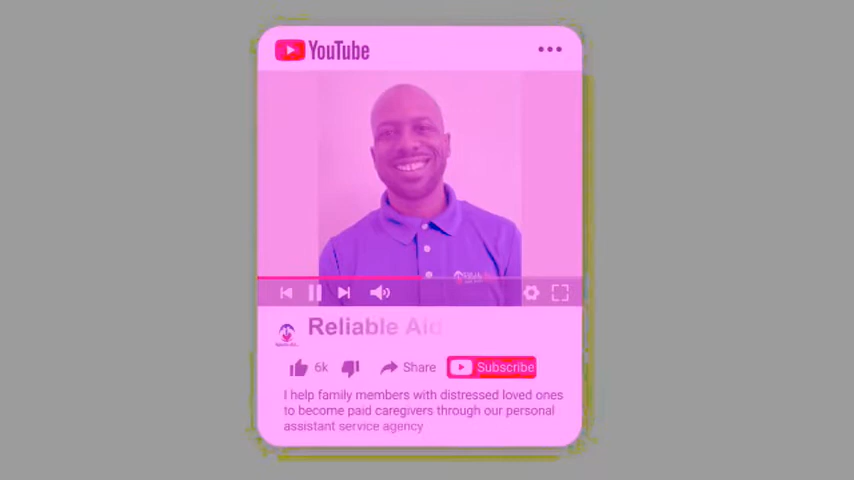 YouTube
Reliable Aid
6k
Share
Subscribe
I help family members with distressed loved ones
to become paid caregivers through our personal
assistant service agency